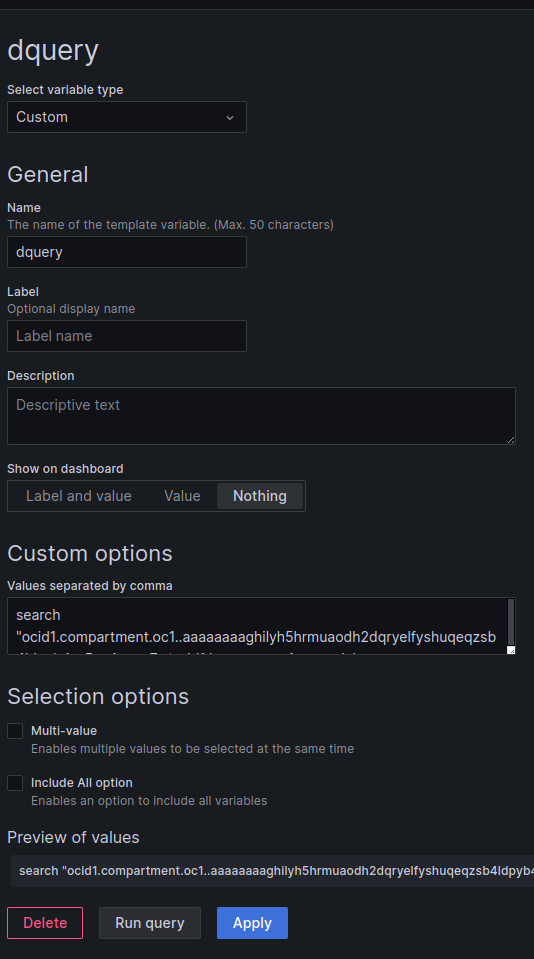 dquery
Select variable type
Custom
General
Name
The name of the template variable. (Max. 50 characters)
dquery
Label
Optional display name
Label name
Description
Descriptive text
Show on dashboard
Label and value Value Nothing
Custom options
Values separated by comma
search
"ocid1.compartment.oc1..aaaaaaaaghilyh5hrmuaodh2dqryelfyshuqeqzsb
Selection options
Multi-value
Enables multiple values to be selected at the same time
Include All option
Enables an option to include all variables
Preview of values
search "ocid1.compartment.oc1..aaaaaaaaghilyh5hrmuaodh2dqryelfyshuqeqzsb4ldpyb4
Delete Run query Apply